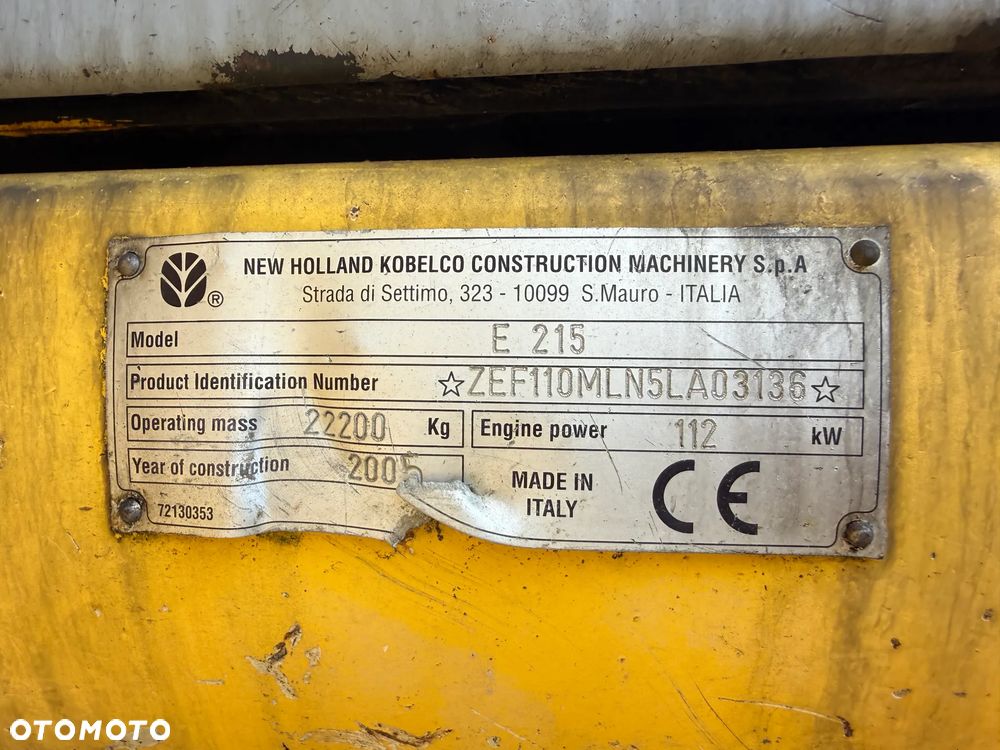 NEW HOLLAND KOBELCO CONSTRUCTION MACHINERY S.p.A
®
Strada di Settimo, 323 - 10099 S.Mauro - ITALIA
Model E 215
Product Identification Number ☆ZEF110MLN5LA03136☆
Operating mass 22200 Kg Engine power 112 kW
Year of construction 2005
MADE IN
ITALY
CE
72130353
OTOMOTO